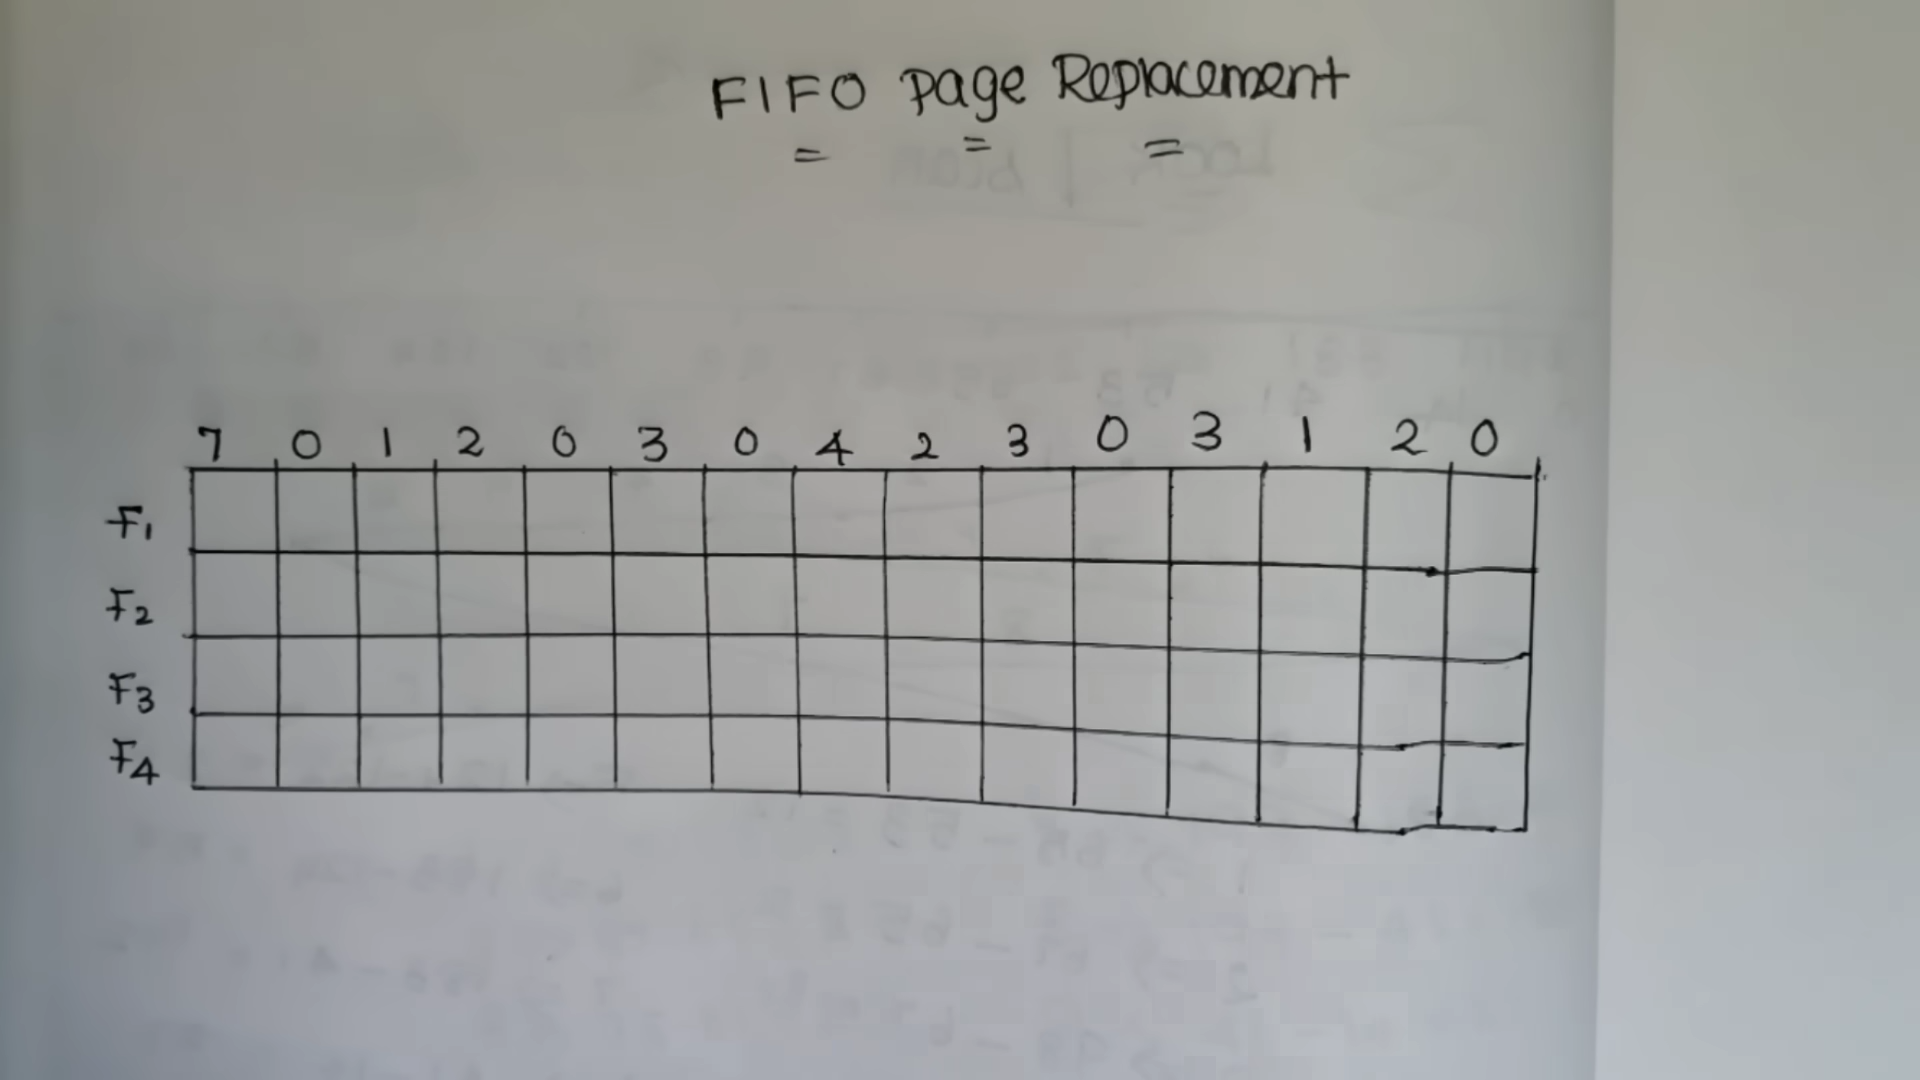 FIFO Page Replacement
7 0 1 2 0 3 0 4 2 3 0 3 1 2 0
F1
F2
F3
F4